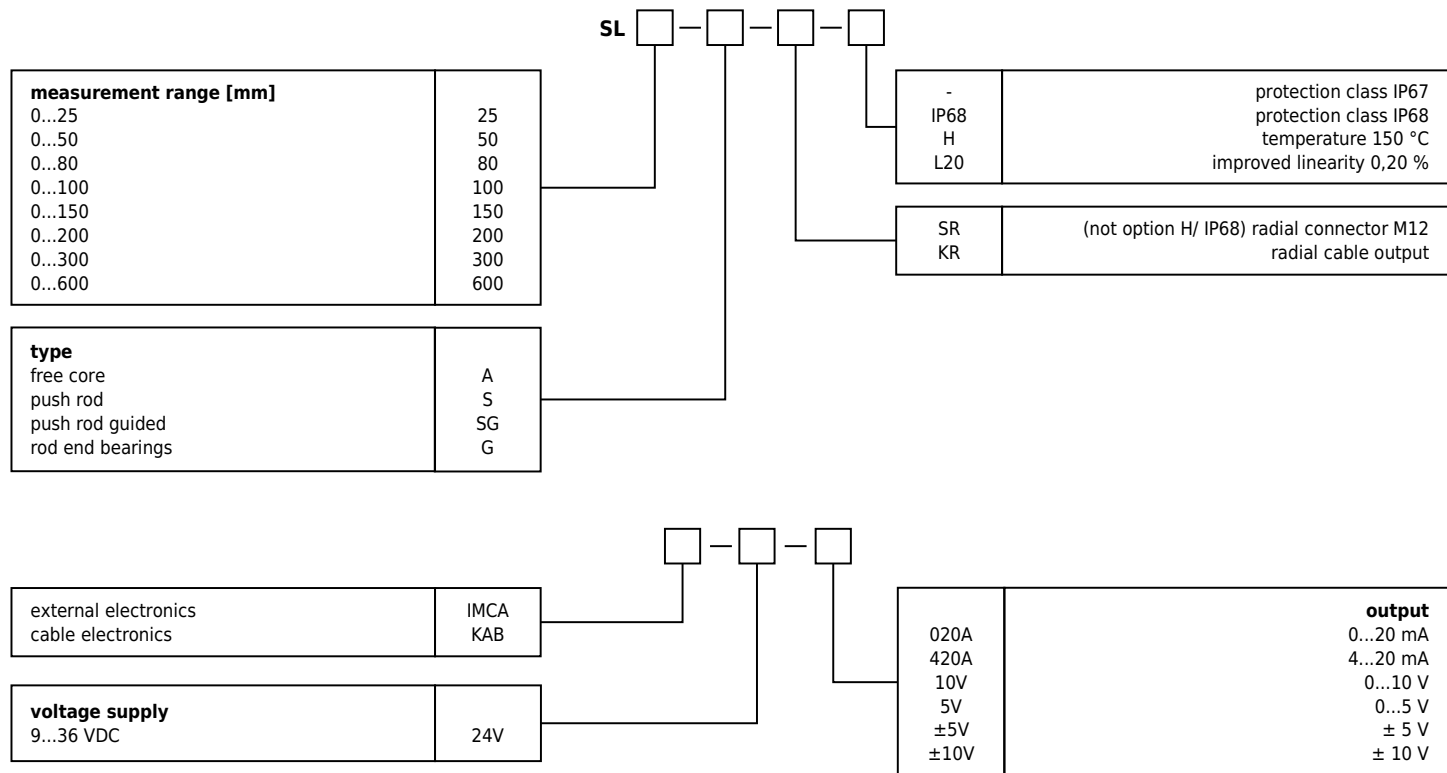 SL — — —
measurement range [mm]
0...25 25
0...50 50
0...80 80
0...100 100
0...150 150
0...200 200
0...300 300
0...600 600
type
free core A
push rod S
push rod guided SG
rod end bearings G
- protection class IP67
IP68 protection class IP68
H temperature 150 °C
L20 improved linearity 0,20 %
SR (not option H/ IP68) radial connector M12
KR radial cable output
— —
external electronics IMCA
cable electronics KAB
voltage supply
9...36 VDC 24V
output
020A 0...20 mA
420A 4...20 mA
10V 0...10 V
5V 0...5 V
±5V ± 5 V
±10V ± 10 V